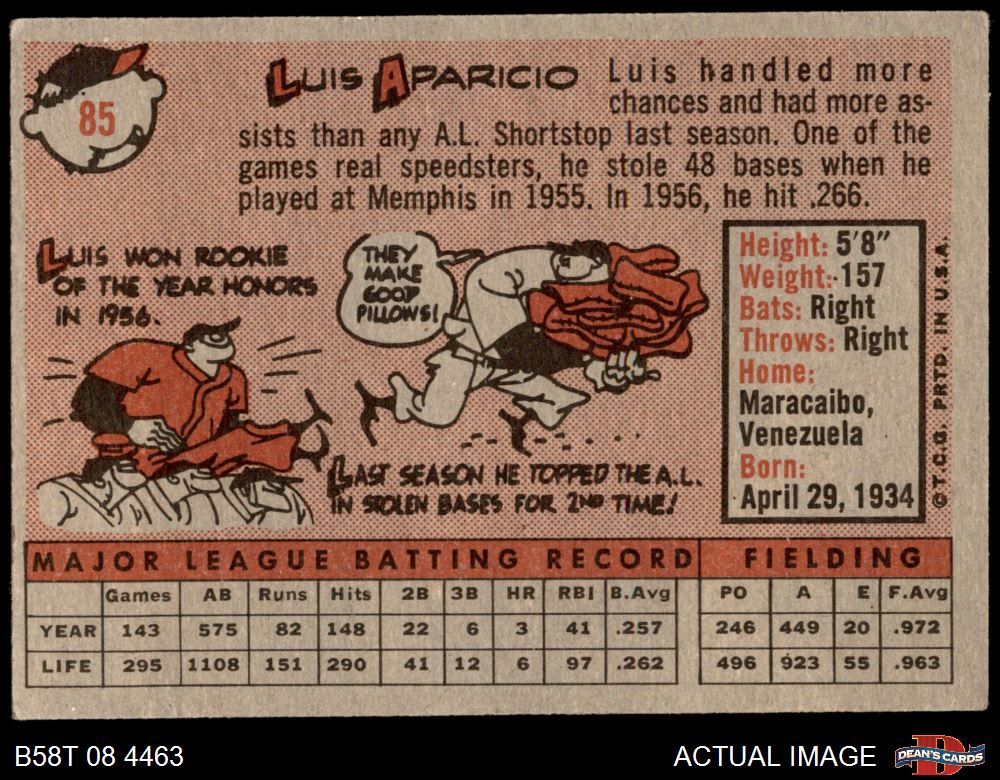 85
LUIS APARICIO
Luis handled more
chances and had more as-
sists than any A.L. Shortstop last season. One of the
games real speedsters, he stole 48 bases when he
played at Memphis in 1955. In 1956, he hit .266.
LUIS WON ROOKIE
OF THE YEAR HONORS
IN 1956.
THEY
MAKE
GOOD
PILLOWS!
LAST SEASON HE TOPPED THE A.L.
IN STOLEN BASES FOR 2ND TIME!
Height: 5'8"
Weight: 157
Bats: Right
Throws: Right
Home:
Maracaibo,
Venezuela
Born:
April 29, 1934
© T.C.G. PRTD. IN U.S.A.
MAJOR LEAGUE BATTING RECORD FIELDING
Games AB Runs Hits 2B 3B HR RBI B.Avg PO A E F.Avg
YEAR 143 575 82 148 22 6 3 41 .257 246 449 20 .972
LIFE 295 1108 151 290 41 12 6 97 .262 496 923 55 .963
B58T 08 4463 ACTUAL IMAGE D DEAN'S CARDS